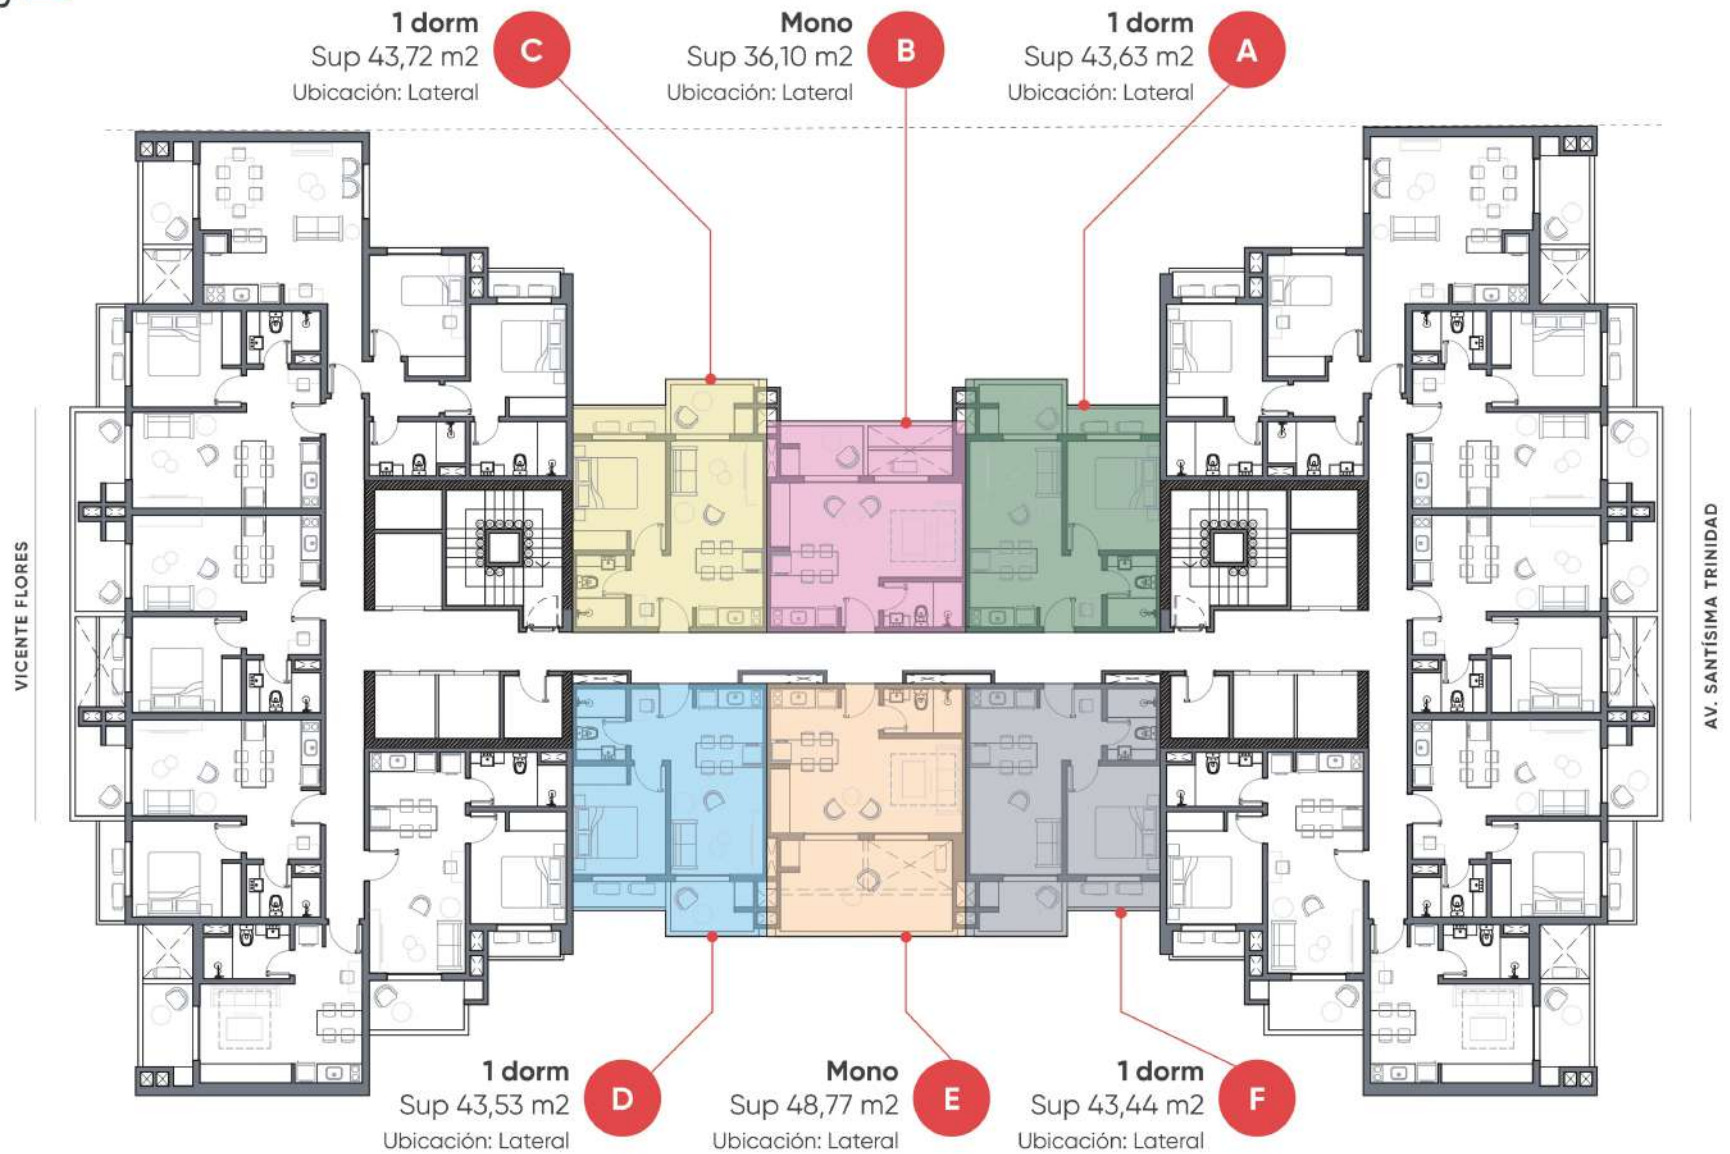 1 dorm
Sup 43,72 m2
Ubicación: Lateral
C
Mono
Sup 36,10 m2
Ubicación: Lateral
B
1 dorm
Sup 43,63 m2
Ubicación: Lateral
A
VICENTE FLORES
AV. SANTÍSIMA TRINIDAD
1 dorm
Sup 43,53 m2
Ubicación: Lateral
D
Mono
Sup 48,77 m2
Ubicación: Lateral
E
1 dorm
Sup 43,44 m2
Ubicación: Lateral
F